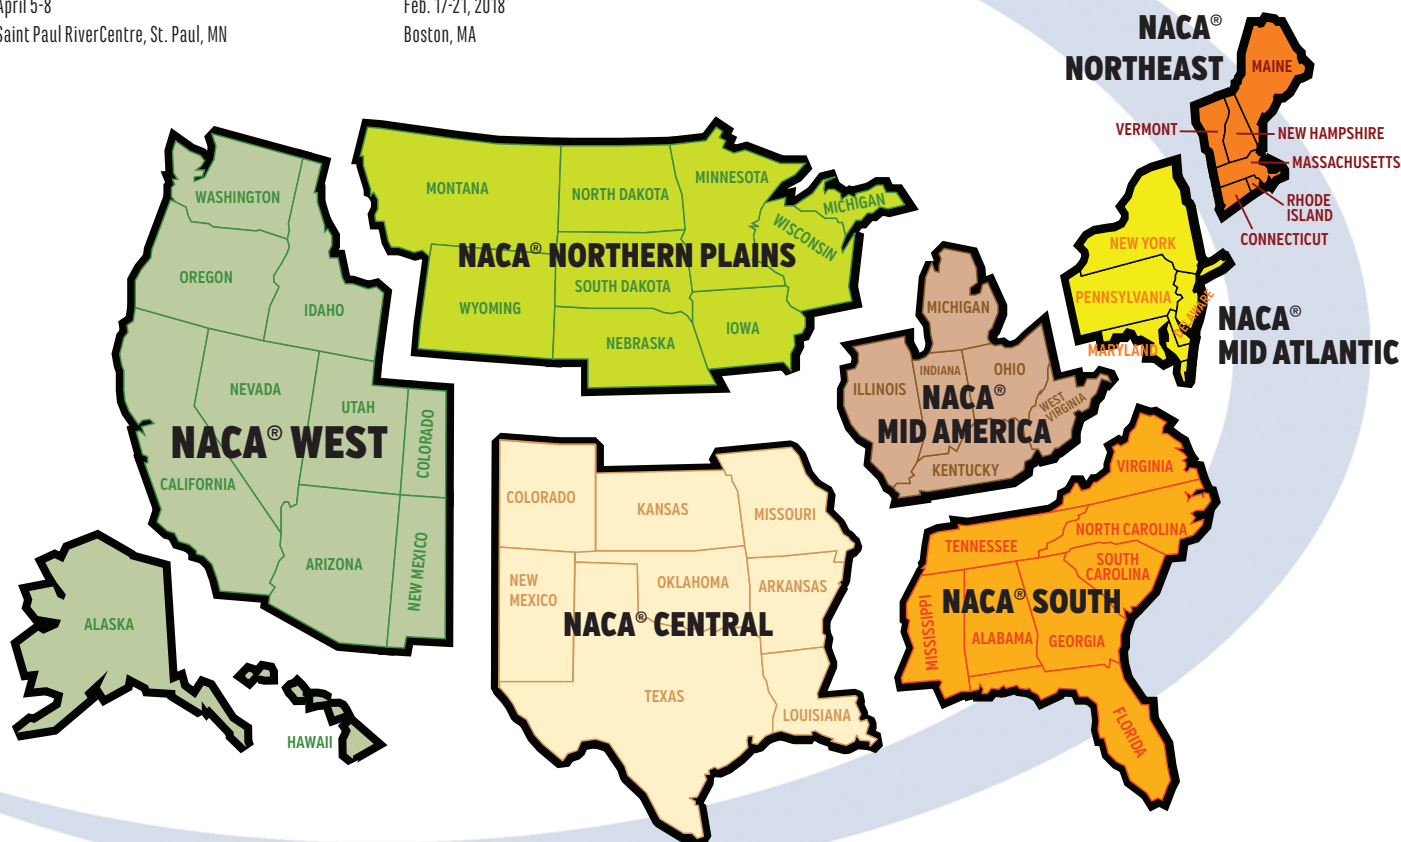 April 5-8
Saint Paul RiverCentre, St. Paul, MN
Feb. 17-21, 2018
Boston, MA
NACA®
NORTHEAST
MAINE
VERMONT
NEW HAMPSHIRE
MASSACHUSETTS
RHODE
ISLAND
CONNECTICUT
NEW YORK
PENNSYLVANIA
DELAWARE
MARYLAND
NACA®
MID ATLANTIC
MONTANA
NORTH DAKOTA
MINNESOTA
MICHIGAN
WISCONSIN
NACA® NORTHERN PLAINS
WYOMING
SOUTH DAKOTA
NEBRASKA
IOWA
WASHINGTON
OREGON
IDAHO
NEVADA
UTAH
COLORADO
NACA® WEST
CALIFORNIA
ARIZONA
NEW MEXICO
ALASKA
HAWAII
MICHIGAN
ILLINOIS
INDIANA
OHIO
WEST
VIRGINIA
NACA®
MID AMERICA
KENTUCKY
COLORADO
KANSAS
MISSOURI
NEW
MEXICO
OKLAHOMA
ARKANSAS
NACA® CENTRAL
TEXAS
LOUISIANA
VIRGINIA
NORTH CAROLINA
TENNESSEE
SOUTH
CAROLINA
NACA® SOUTH
MISSISSIPPI
ALABAMA
GEORGIA
FLORIDA